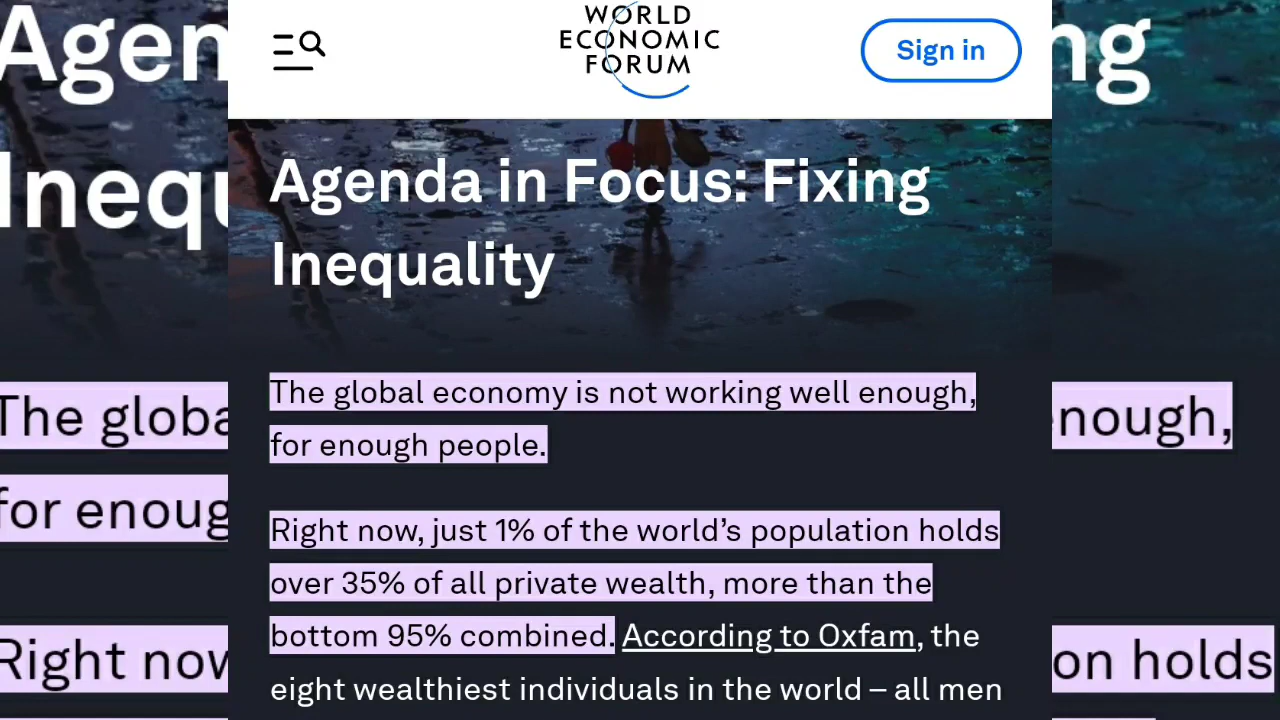 WORLD
ECONOMIC
FORUM
Sign in
Agenda in Focus: Fixing
Inequality
The global economy is not working well enough,
for enough people.
Right now, just 1% of the world’s population holds
over 35% of all private wealth, more than the
bottom 95% combined. According to Oxfam, the
eight wealthiest individuals in the world – all men